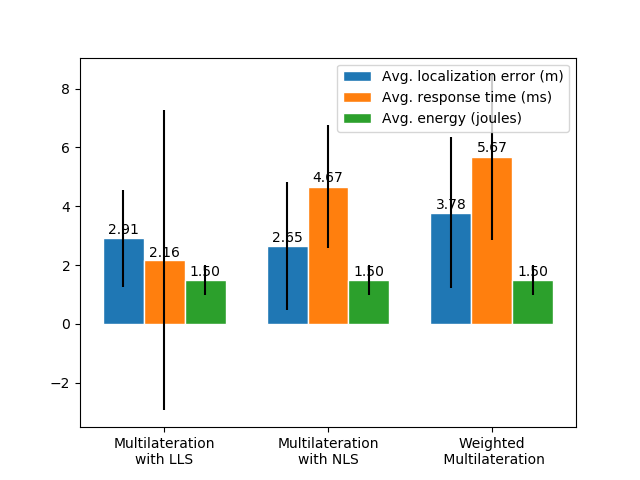 8
6
4
2
0
−2
Avg. localization error (m)
Avg. response time (ms)
Avg. energy (joules)
2.91
2.16
1.50
2.65
4.67
1.50
3.78
5.67
1.50
Multilateration
with LLS
Multilateration
with NLS
Weighted
Multilateration